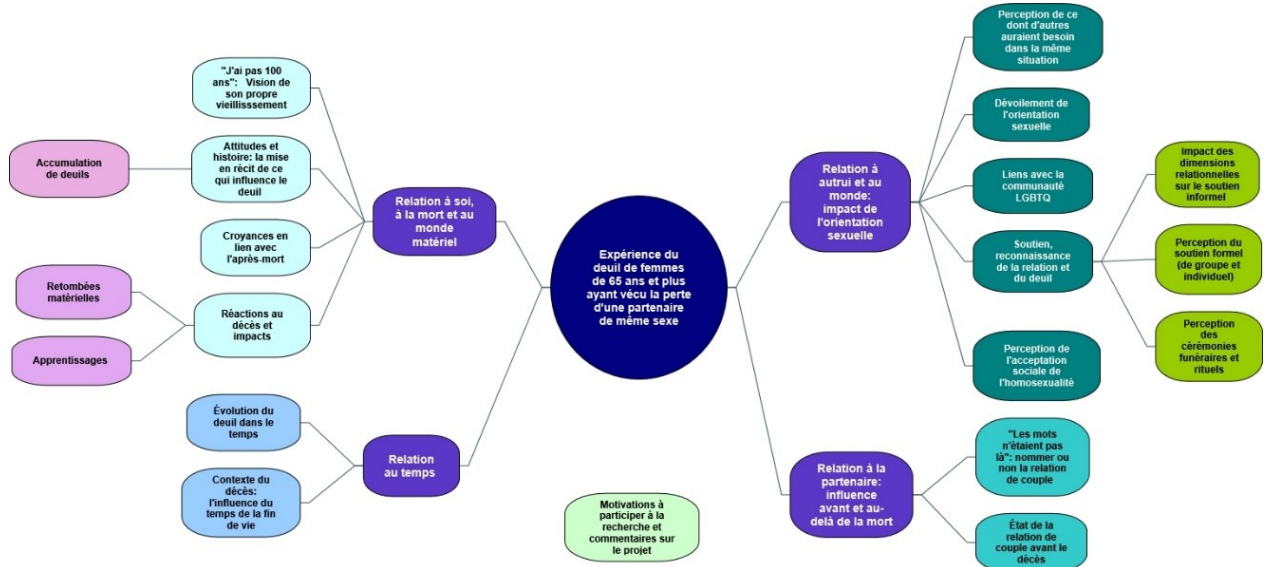 Accumulation
de deuils
Retombées
matérielles
Apprentissages
"J'ai pas 100
ans":   Vision de
son propre
vieilllisssement
Attitudes et
histoire: la mise
en récit de ce
qui influence le
deuil
Croyances en
lien avec
l'après-mort
Réactions au
décès et
impacts
Évolution du
deuil dans le
temps
Contexte du
décès:
l'influence du
temps de la fin
de vie
Relation à soi,
à la mort et au
monde
matériel
Relation
au temps
Expérience du
deuil de femmes
de 65 ans et plus
ayant vécu la perte
d'une partenaire
de même sexe
Motivations à
participer à la
recherche et
commentaires sur
le projet
Relation à
autrui et au
monde:
impact de
l'orientation
sexuelle
Relation à la
partenaire:
influence
avant et au-
delà de la mort
Perception de ce
dont d'autres
auraient besoin
dans la même
situation
Dévoilement de
l'orientation
sexuelle
Liens avec la
communauté
LGBTQ
Soutien,
reconnaissance
de la relation et
du deuil
Perception de
l'acceptation
sociale de
l'homosexualité
"Les mots
n'étaient pas
là": nommer ou
non la relation
de couple
État de la
relation de
couple avant le
décès
Impact des
dimensions
relationnelles
sur le soutien
informel
Perception du
soutien formel
(de groupe et
individuel)
Perception
des
cérémonies
funéraires et
rituels